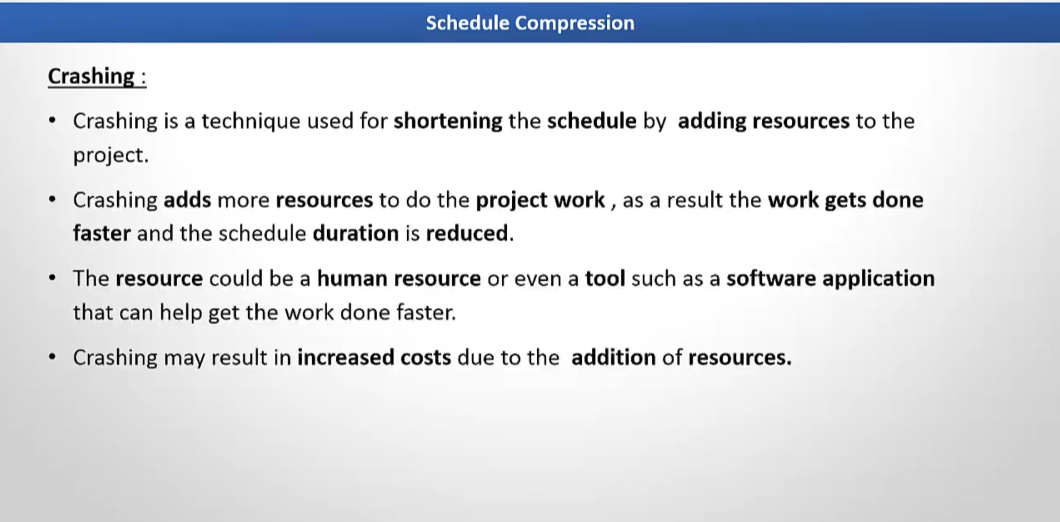 Schedule Compression
Crashing :
• Crashing is a technique used for shortening the schedule by adding resources to the
project.
• Crashing adds more resources to do the project work , as a result the work gets done
faster and the schedule duration is reduced.
• The resource could be a human resource or even a tool such as a software application
that can help get the work done faster.
• Crashing may result in increased costs due to the addition of resources.